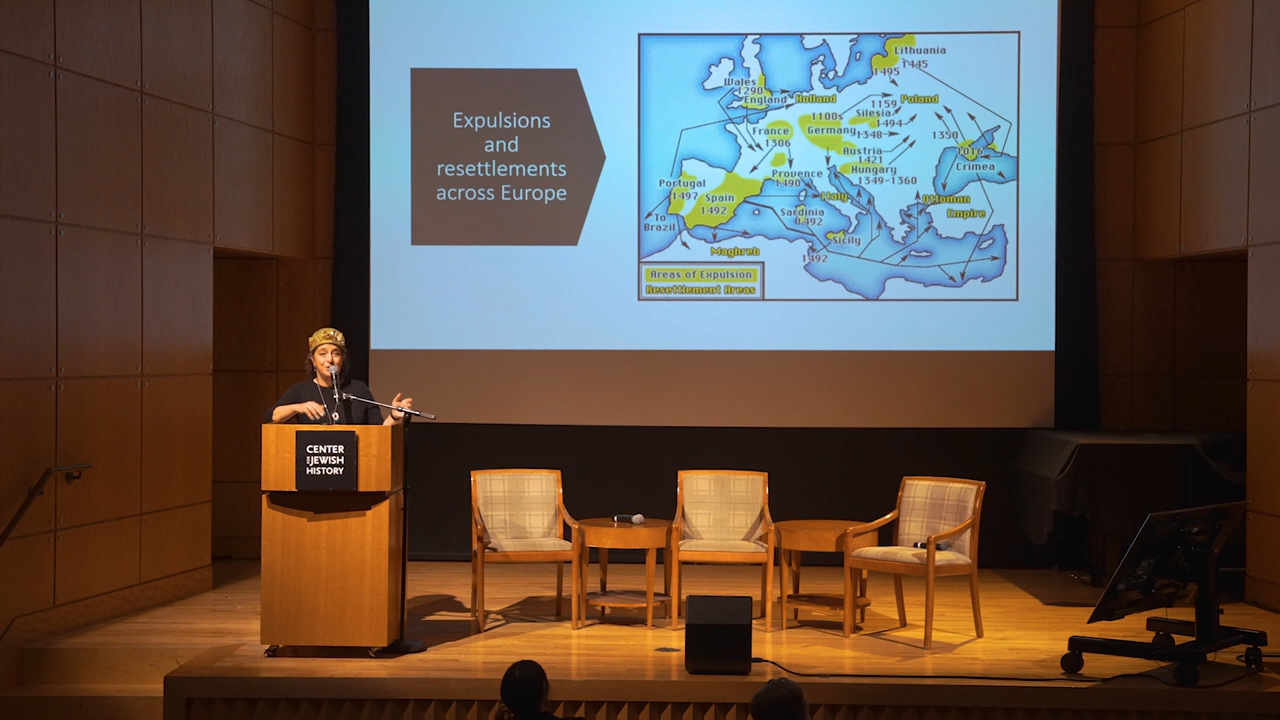 Expulsions
and
resettlements
across Europe
Lithuania
1445
1495
Wales
1290
England
Holland
Poland
1159
Silesia
1100s
1494
France
Germany
1348
1350
1306
1016
Austria
1421
Crimea
Provence
Hungary
1490
1349-1360
Portugal
1497
Spain
1492
Italy
Ottoman
Empire
Sardinia
1492
To
Brazil
Sicily
Maghreb
1492
Areas of Expulsion
Resettlement Areas
CENTER
FOR JEWISH
HISTORY